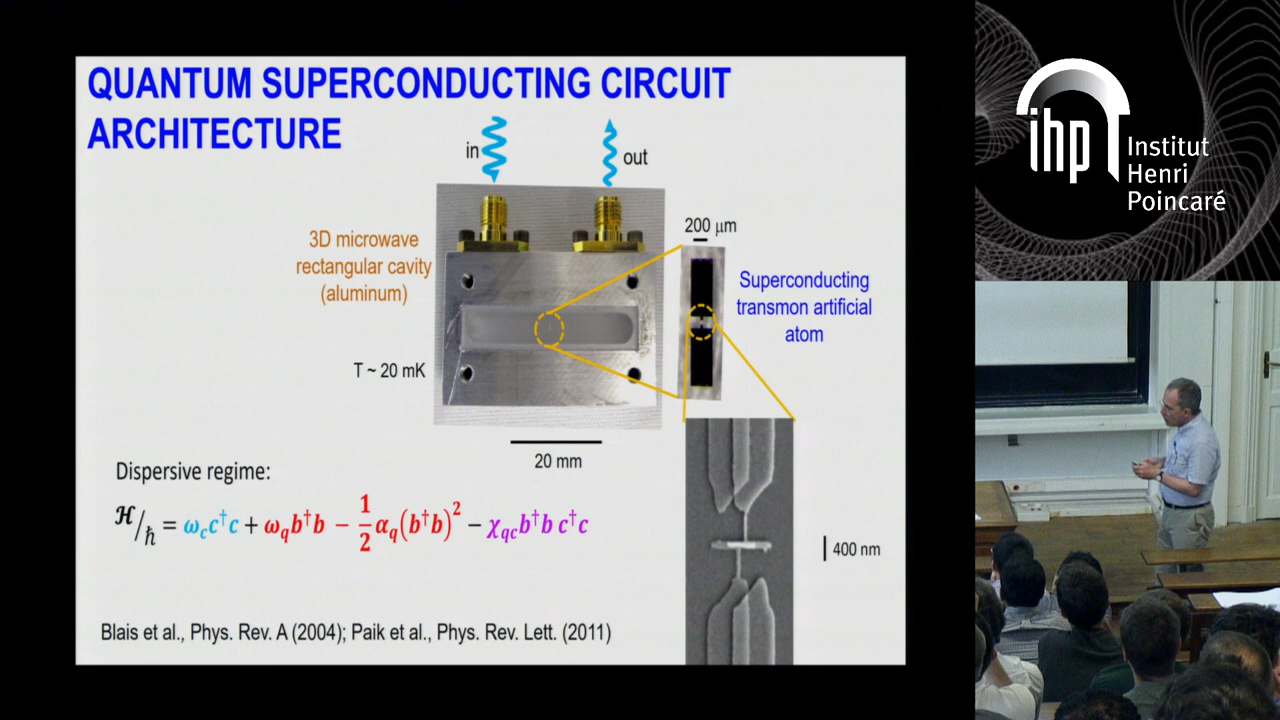 QUANTUM SUPERCONDUCTING CIRCUIT
ARCHITECTURE
in
out
3D microwave
rectangular cavity
(aluminum)
200 μm
Superconducting
transmon artificial
atom
T ~ 20 mK
20 mm
400 nm
Dispersive regime:
ℋ/ℏ = ω_c c†c + ω_q b†b − 1/2 α_q(b†b)² − χ_qc b†b c†c
Blais et al., Phys. Rev. A (2004); Paik et al., Phys. Rev. Lett. (2011)
ihp
Institut
Henri
Poincaré